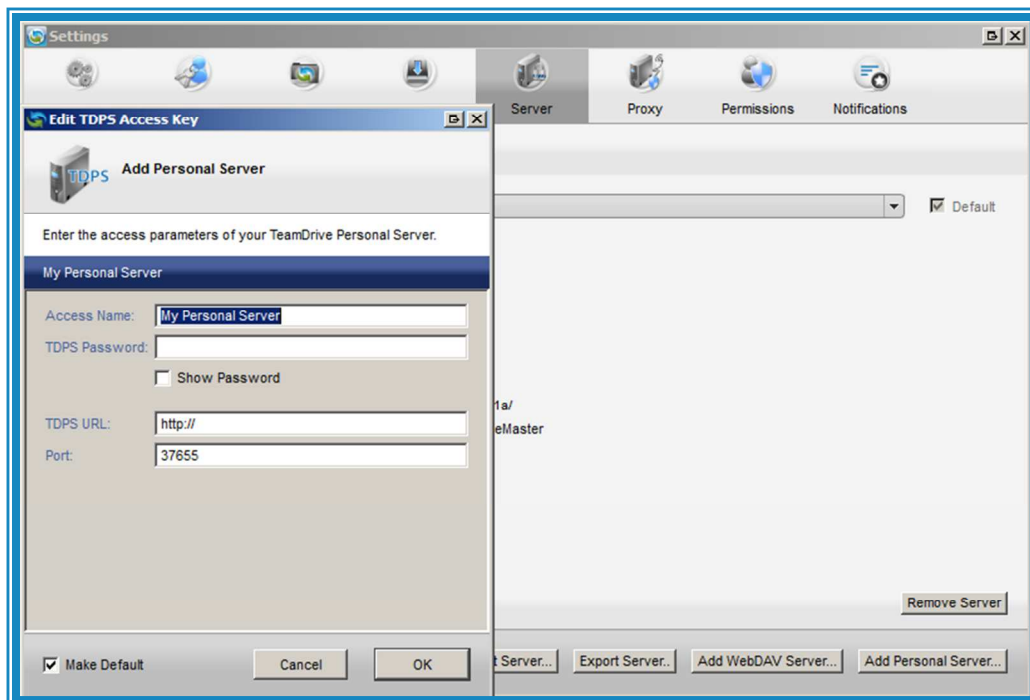 Settings
Server
Proxy
Permissions
Notifications
Edit TDPS Access Key
TDPS
Add Personal Server
Enter the access parameters of your TeamDrive Personal Server.
My Personal Server
Access Name: My Personal Server
TDPS Password:
Show Password
TDPS URL: http://
Port: 37655
Make Default
Cancel
OK
Default
1a/
eMaster
Remove Server
t Server...
Export Server..
Add WebDAV Server...
Add Personal Server...